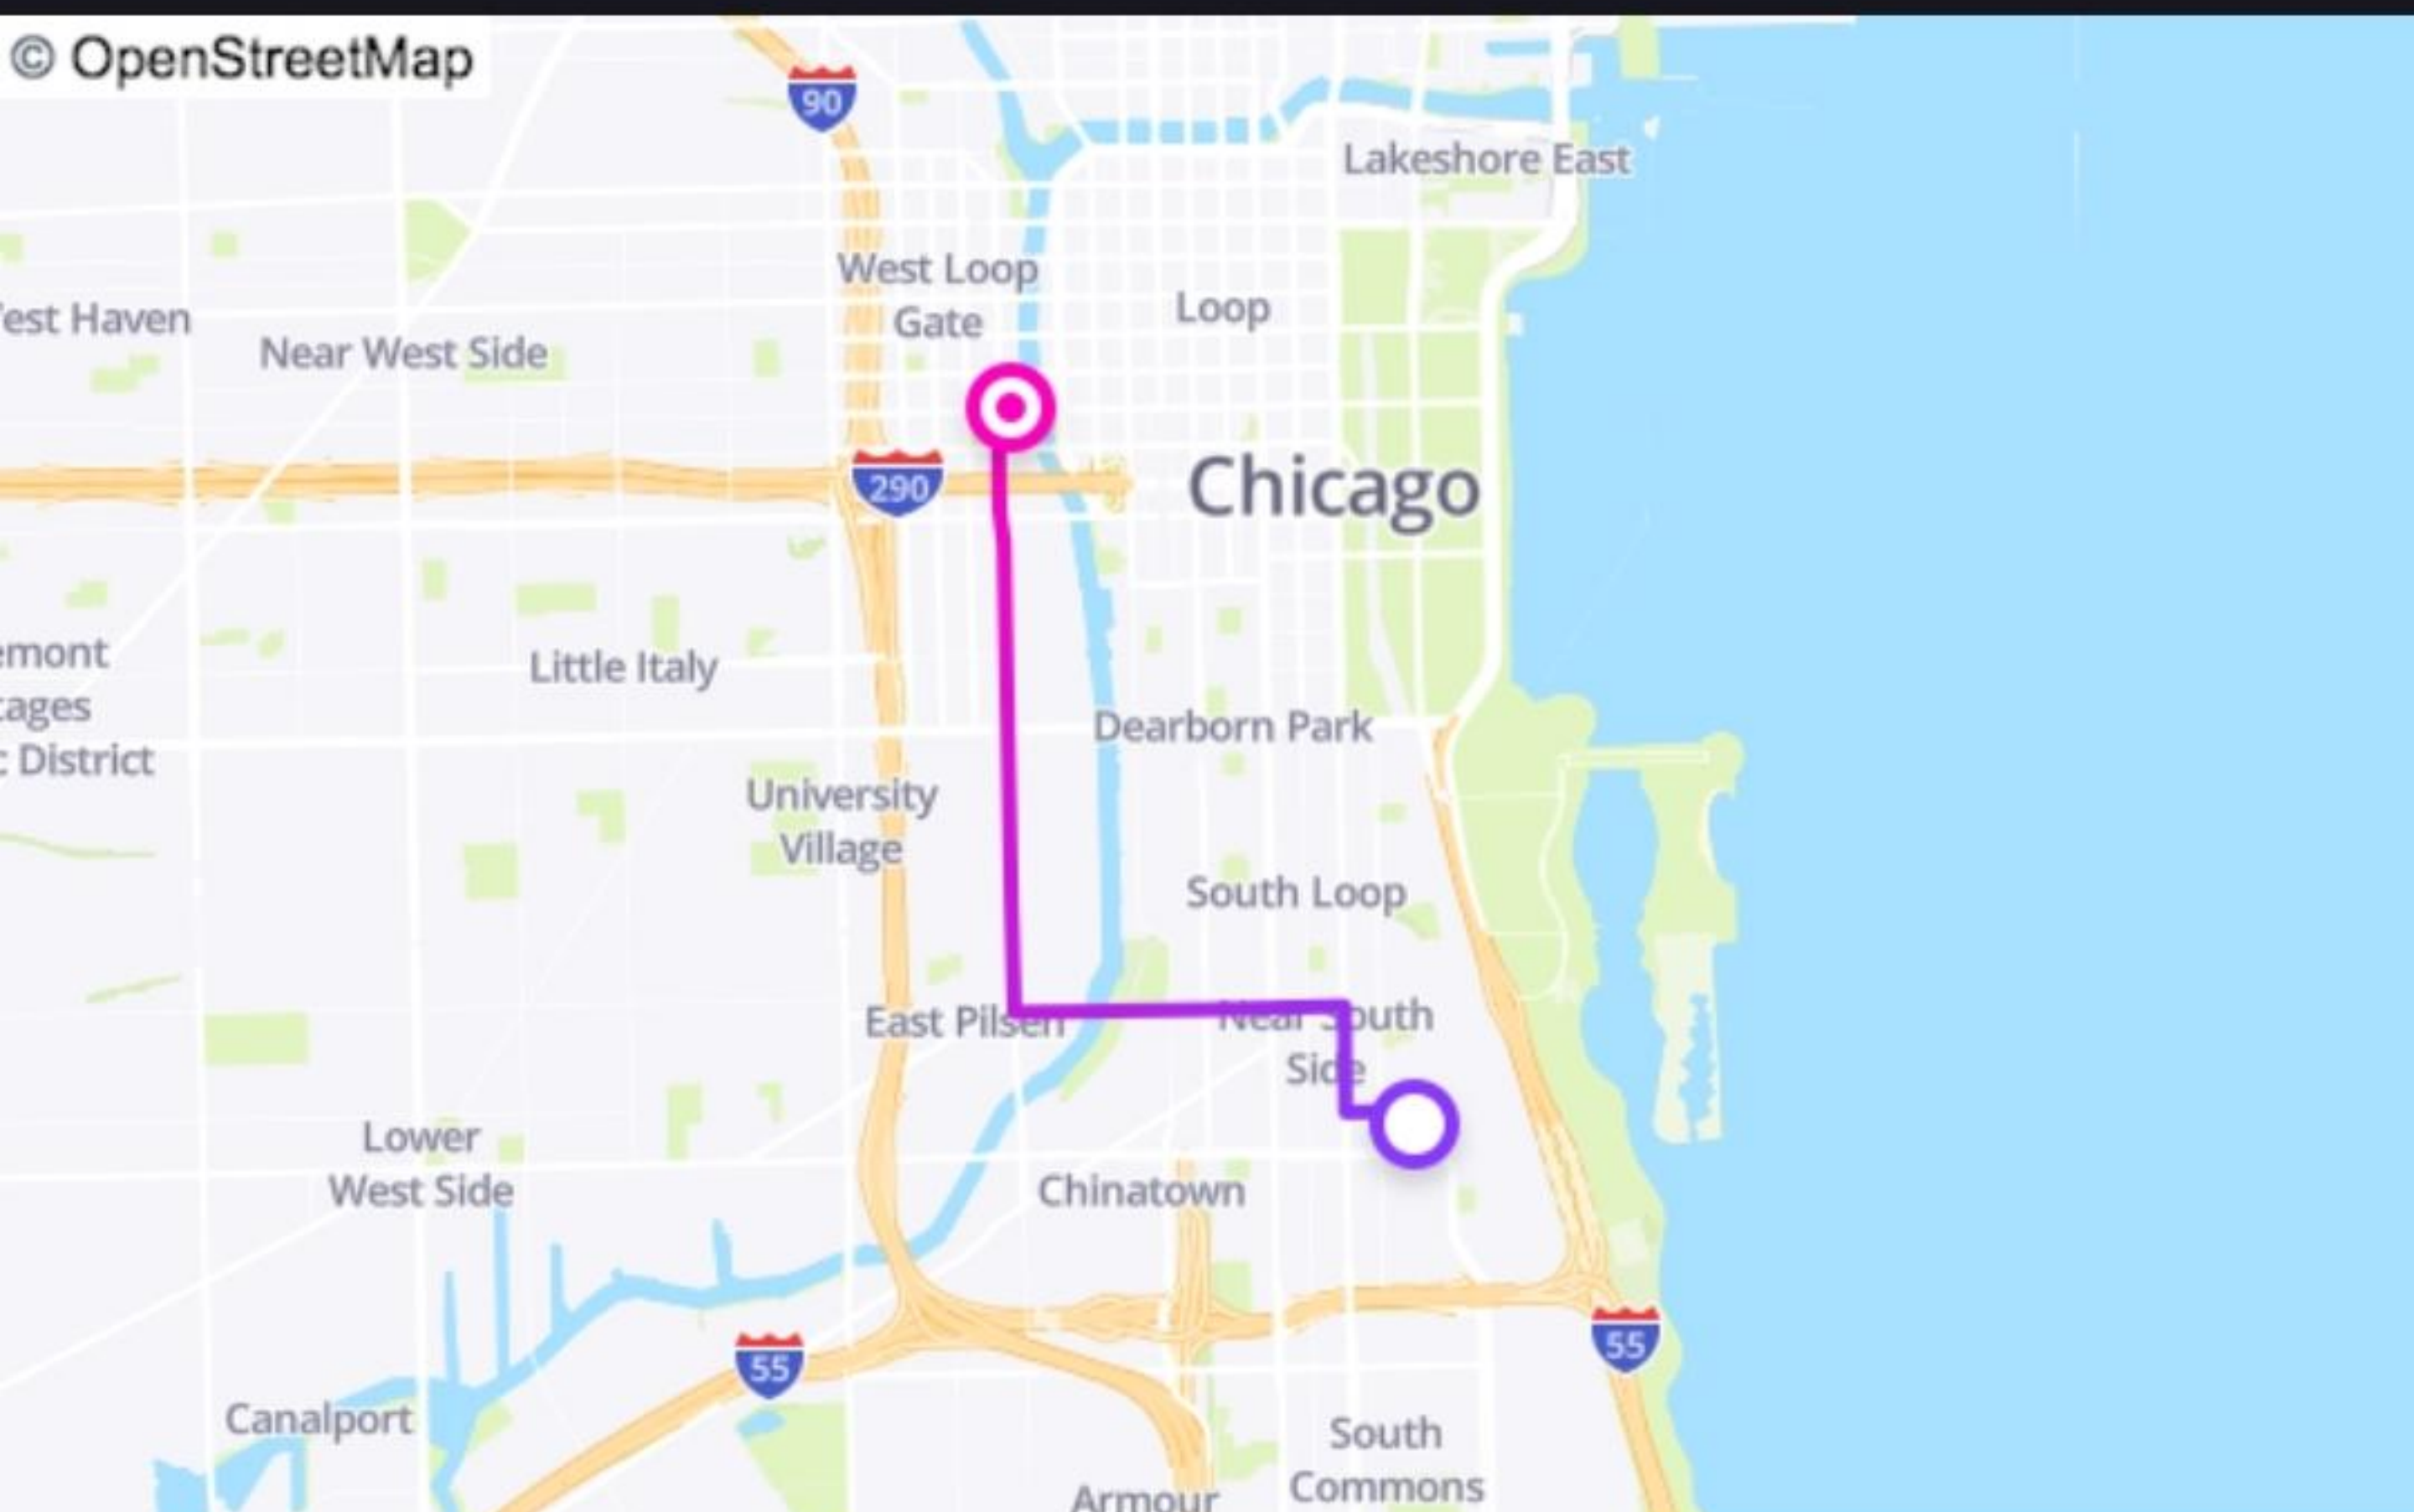 © OpenStreetMap
90
Lakeshore East
West Loop
Gate
Loop
est Haven
Near West Side
290
Chicago
emont
tages
c District
Little Italy
Dearborn Park
University
Village
South Loop
East Pilsen
Near South
Side
Lower
West Side
Chinatown
55
55
Canalport
South
Commons
Armour